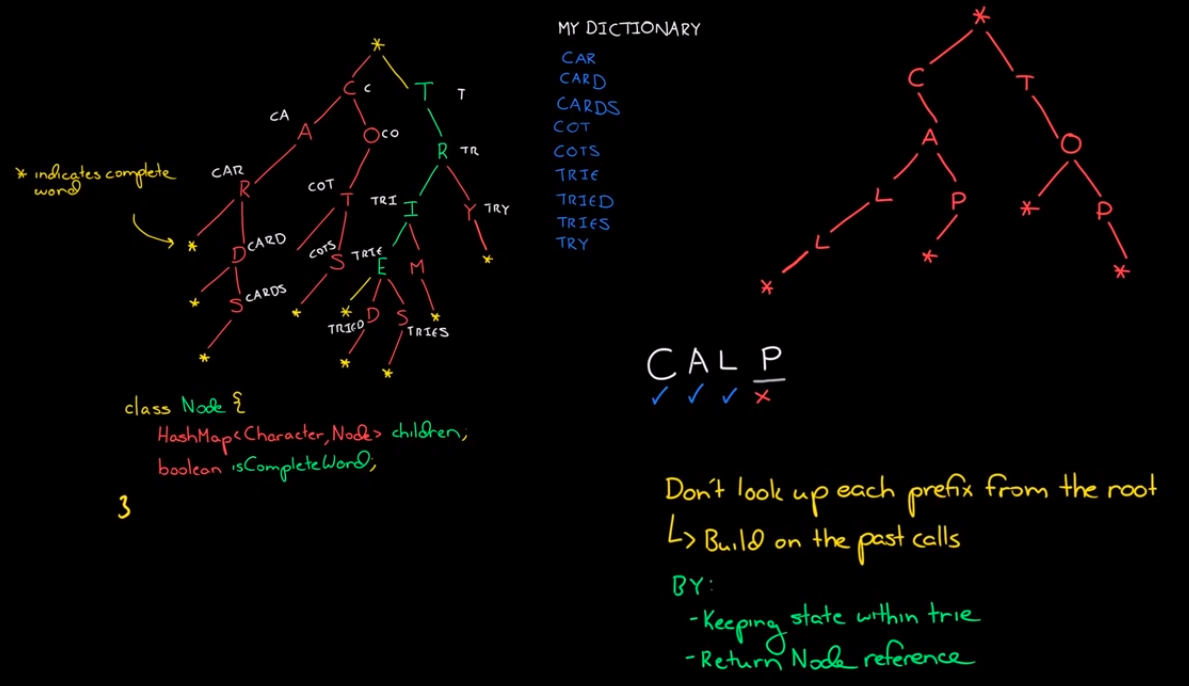 *
C C
T T
CA
A
O CO
R TR
* indicates complete
word
CAR
R
COT
T
TRI
I
Y TRY
*
D CARD
COTS
S
TRIE
E
M
*
*
S CARDS
*
*
D
S
*
TRIED
TRIES
*
*
*
class Node {
HashMap<Character, Node> children;
boolean isCompleteWord;
}
MY DICTIONARY
CAR
CARD
CARDS
COT
COTS
TRIE
TRIED
TRIES
TRY
*
C
T
A
O
L
P
*
P
L
*
*
*
CALP
✓ ✓ ✓ ×
Don't look up each prefix from the root
↳ Build on the past calls
BY:
- Keeping state within trie
- Return Node reference